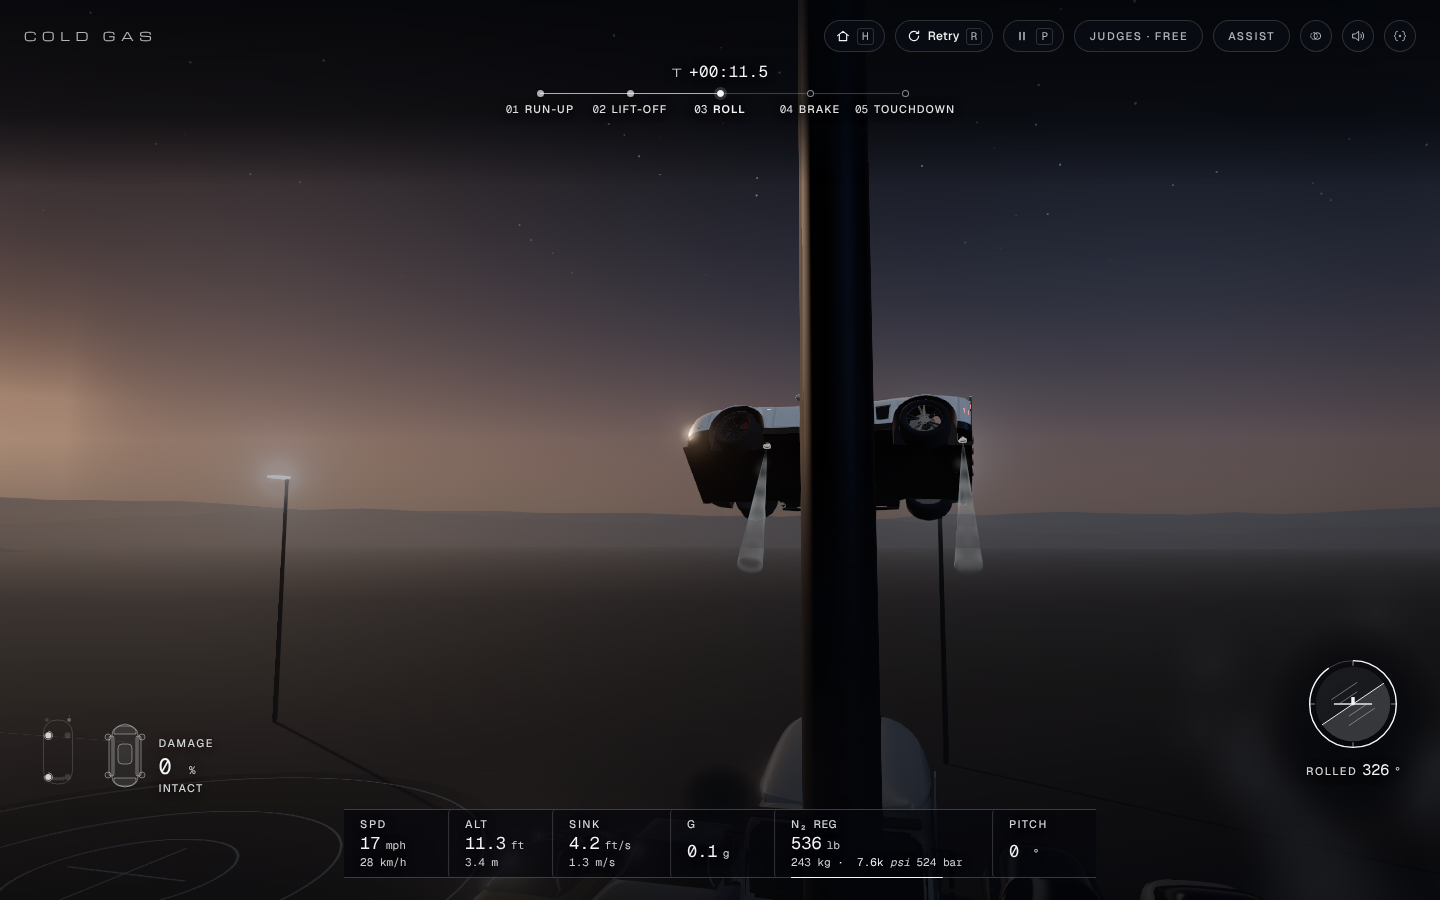 COLD GAS
H
Retry R
P
JUDGES · FREE
ASSIST
T +00:11.5
01 RUN-UP 02 LIFT-OFF 03 ROLL 04 BRAKE 05 TOUCHDOWN
DAMAGE
0 %
INTACT
ROLLED 326 °
SPD
17 mph
28 km/h
ALT
11.3 ft
3.4 m
SINK
4.2 ft/s
1.3 m/s
G
0.1 g
N₂ REG
536 lb
243 kg · 7.6k psi 524 bar
PITCH
0 °